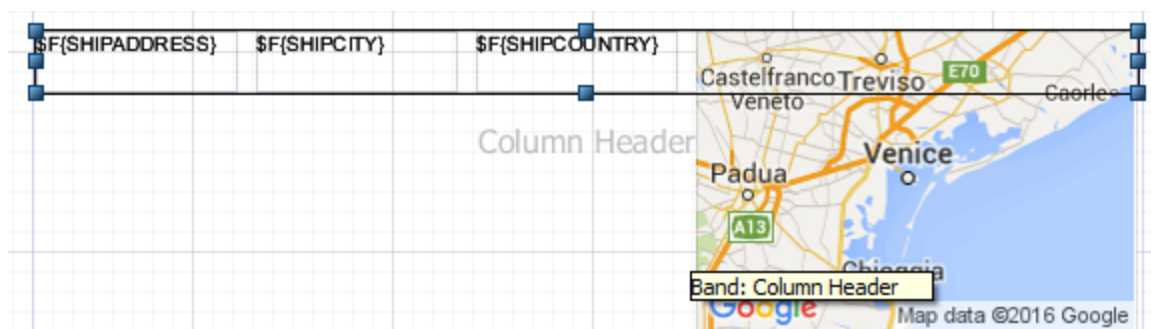 $F{SHIPADDRESS} $F{SHIPCITY} $F{SHIPCOUNTRY}
Castelfranco Veneto
Treviso
E70
Caorle
Column Header
Venice
Padua
A13
Chioggia
Band: Column Header
Google
Map data ©2016 Google